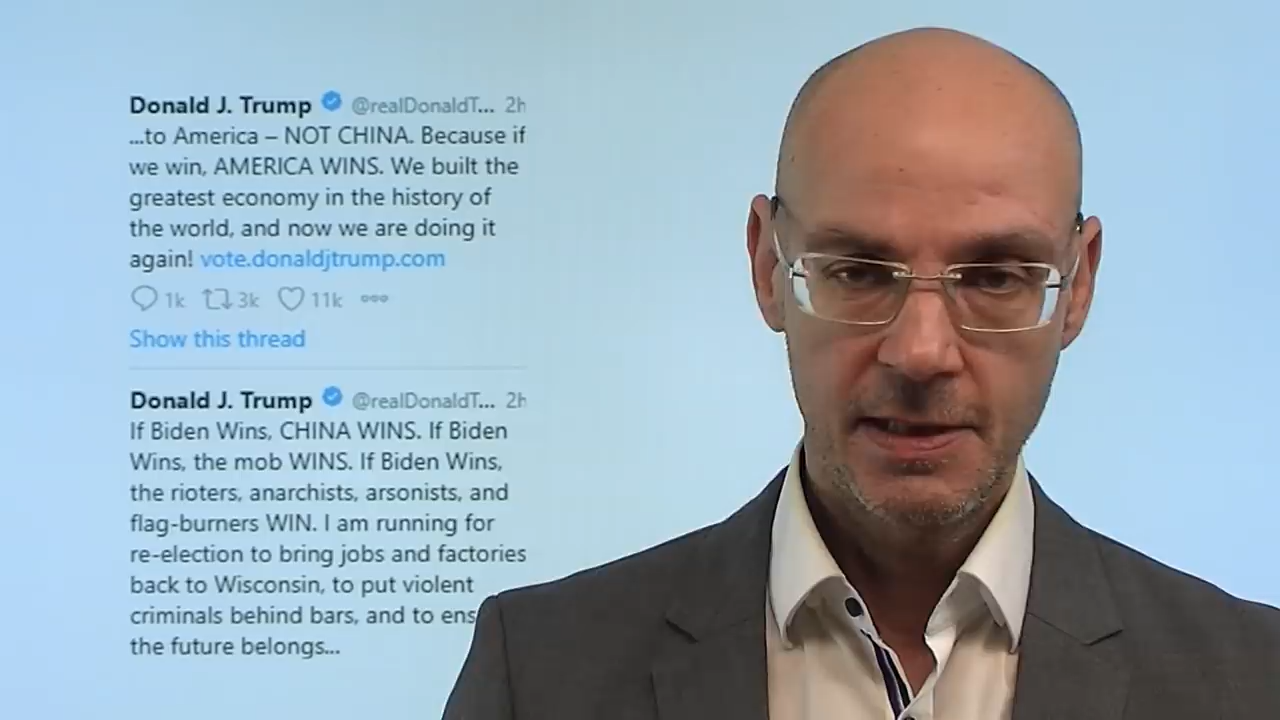 Donald J. Trump @realDonaldT... 2h
...to America – NOT CHINA. Because if
we win, AMERICA WINS. We built the
greatest economy in the history of
the world, and now we are doing it
again! vote.donaldjtrump.com
1k 3k 11k
Show this thread
Donald J. Trump @realDonaldT... 2h
If Biden Wins, CHINA WINS. If Biden
Wins, the mob WINS. If Biden Wins,
the rioters, anarchists, arsonists, and
flag-burners WIN. I am running for
re-election to bring jobs and factories
back to Wisconsin, to put violent
criminals behind bars, and to ens
the future belongs...